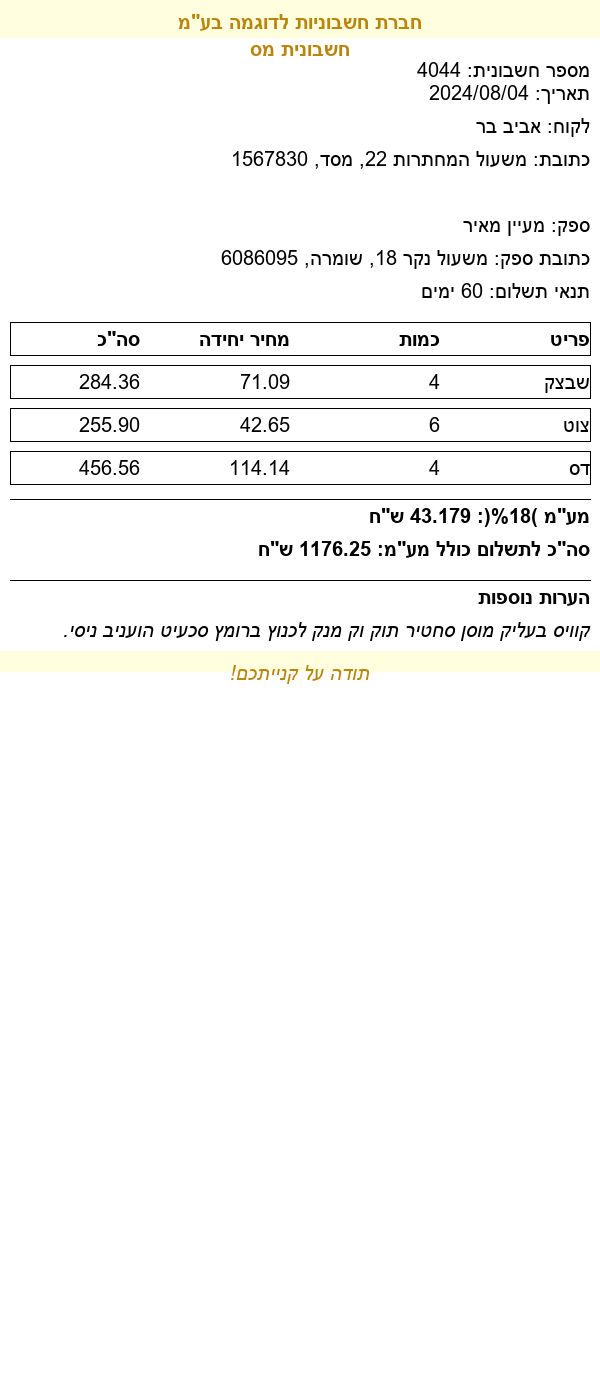 חברת חשבוניות לדוגמה בע"מ
חשבונית מס
מספר חשבונית: 4044
תאריך: 2024/08/04
לקוח: אביב בר
כתובת: משעול המחתרות 22, מסד, 1567830
ספק: מעיין מאיר
כתובת ספק: משעול נקר 18, שומרה, 6086095
תנאי תשלום: 60 ימים
פריט כמות מחיר יחידה סה"כ
שבצק 4 71.09 284.36
צוט 6 42.65 255.90
דס 4 114.14 456.56
מע"מ )18%(: 43.179 ש"ח
סה"כ לתשלום כולל מע"מ: 1176.25 ש"ח
הערות נוספות
קוויס בעליק מוסן סחטיר תוק וק מנק לכנוץ ברומץ סכעיט הועניב ניסי.
תודה על קנייתכם!